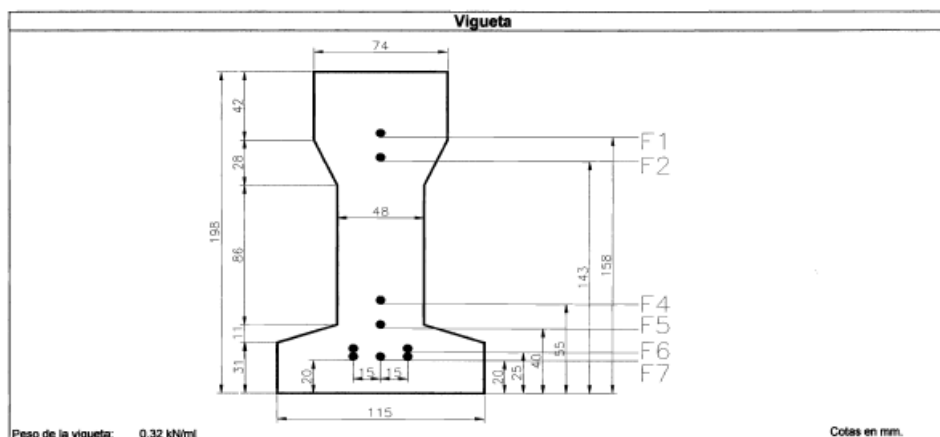 Vigueta
74
42
F1
28
F2
198
48
86
143
158
F4
11
F5
55
40
F6
31
20
15 15
20
25
F7
115
Peso de la vigueta: 0.32 kN/ml
Cotas en mm.